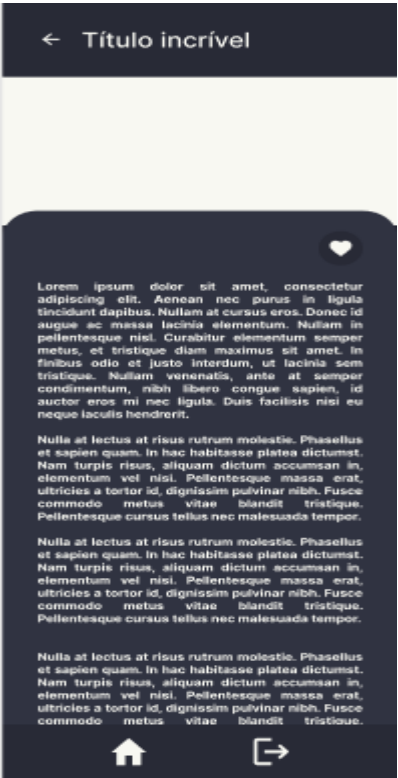 Título incrível
Lorem ipsum dolor sit amet, consectetur
adipiscing elit. Aenean nec purus in ligula
tincidunt dapibus. Nullam at cursus eros. Donec id
augue ac massa lacinia elementum. Nullam in
pellentesque nisl. Curabitur elementum semper
metus, et tristique diam maximus sit amet. In
finibus odio et justo interdum, ut lacinia sem
tristique. Nullam venenatis, ante at semper
condimentum, nibh libero congue sapien, id
auctor eros mi nec ligula. Duis facilisis nisi eu
neque iaculis hendrerit.
Nulla at lectus at risus rutrum molestie. Phasellus
et sapien quam. In hac habitasse platea dictumst.
Nam turpis risus, aliquam dictum accumsan in,
elementum vel nisi. Pellentesque massa erat,
ultricies a tortor id, dignissim pulvinar nibh. Fusce
commodo metus vitae blandit tristique.
Pellentesque cursus tellus nec malesuada tempor.
Nulla at lectus at risus rutrum molestie. Phasellus
et sapien quam. In hac habitasse platea dictumst.
Nam turpis risus, aliquam dictum accumsan in,
elementum vel nisi. Pellentesque massa erat,
ultricies a tortor id, dignissim pulvinar nibh. Fusce
commodo metus vitae blandit tristique.
Pellentesque cursus tellus nec malesuada tempor.
Nulla at lectus at risus rutrum molestie. Phasellus
et sapien quam. In hac habitasse platea dictumst.
Nam turpis risus, aliquam dictum accumsan in,
elementum vel nisi. Pellentesque massa erat,
ultricies a tortor id, dignissim pulvinar nibh. Fusce
commodo metus vitae blandit tristique.